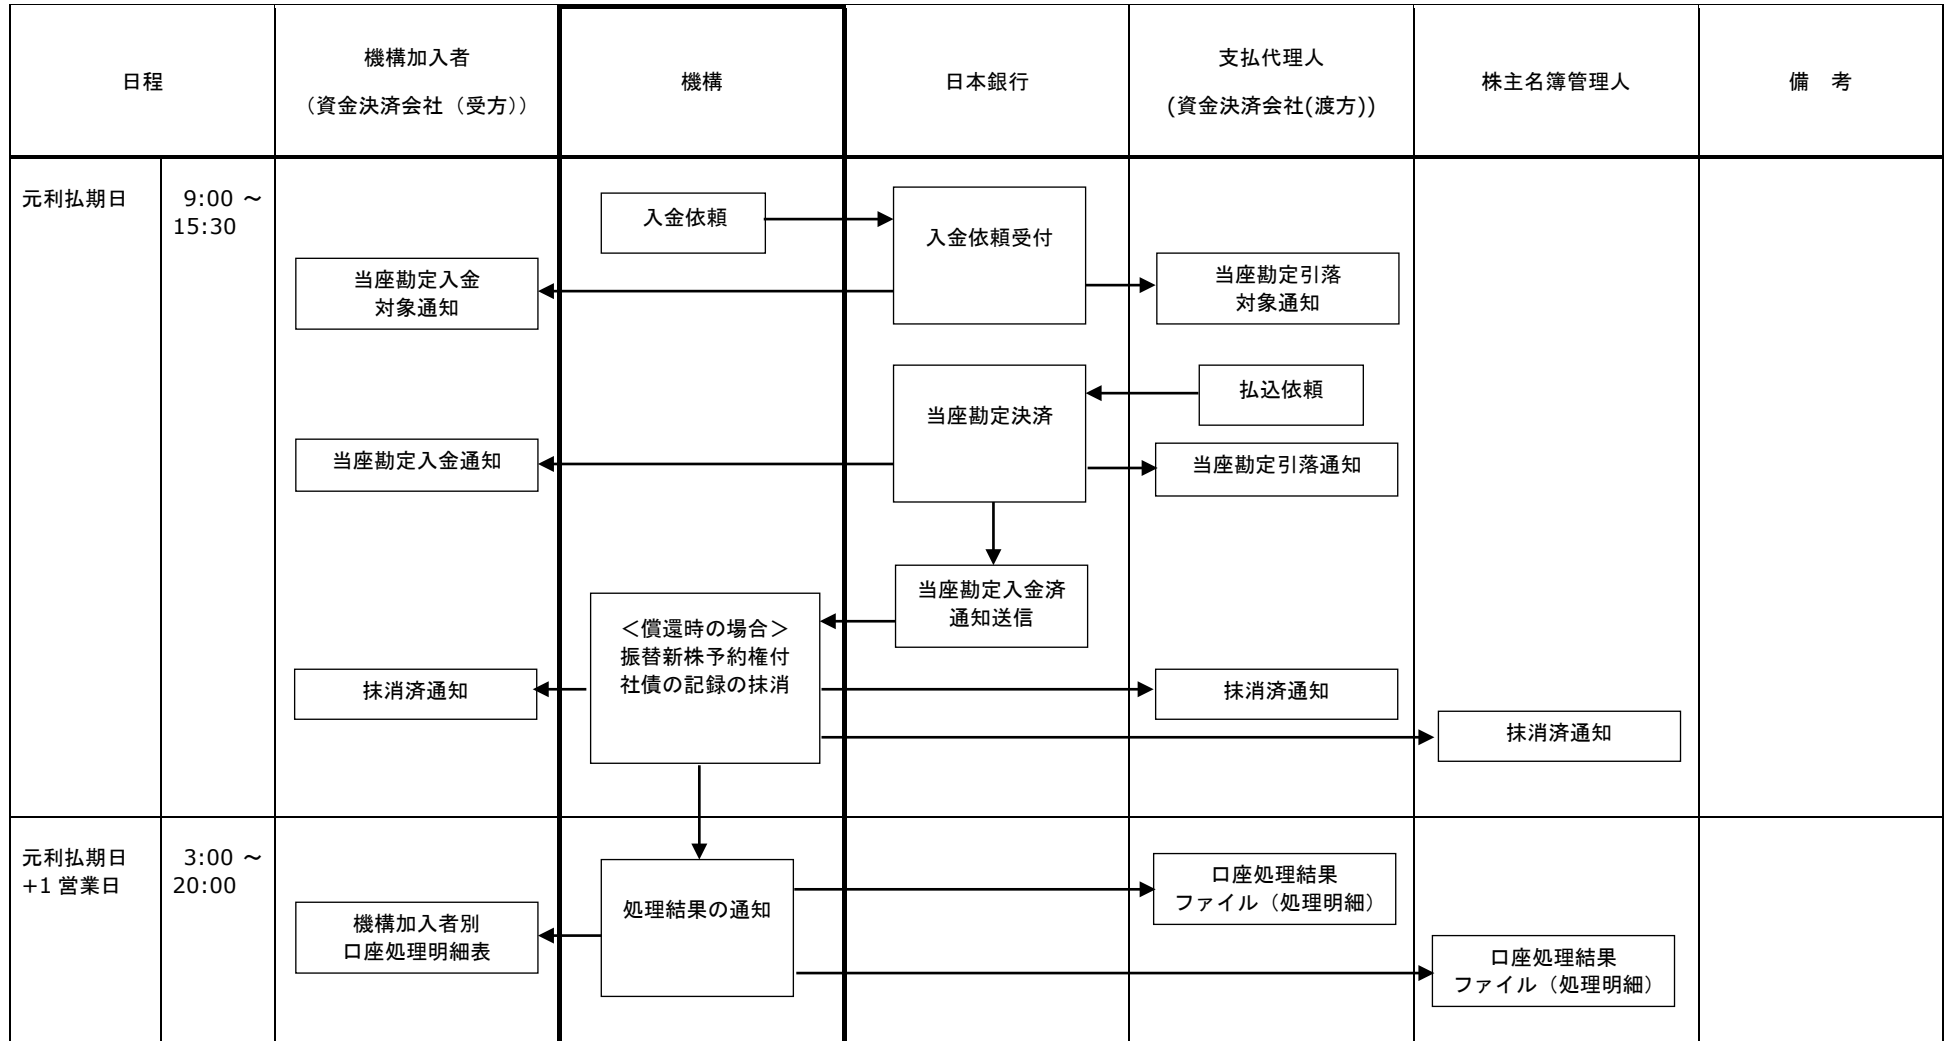 日程
機構加入者
（資金決済会社（受方））
機構
日本銀行
支払代理人
(資金決済会社(渡方))
株主名簿管理人
備　考
元利払期日
9:00 ～
15:30
入金依頼
入金依頼受付
当座勘定入金
対象通知
当座勘定引落
対象通知
払込依頼
当座勘定決済
当座勘定入金通知
当座勘定引落通知
当座勘定入金済
通知送信
＜償還時の場合＞
振替新株予約権付
社債の記録の抹消
抹消済通知
抹消済通知
抹消済通知
元利払期日
+1 営業日
3:00 ～
20:00
処理結果の通知
口座処理結果
ファイル（処理明細）
機構加入者別
口座処理明細表
口座処理結果
ファイル（処理明細）